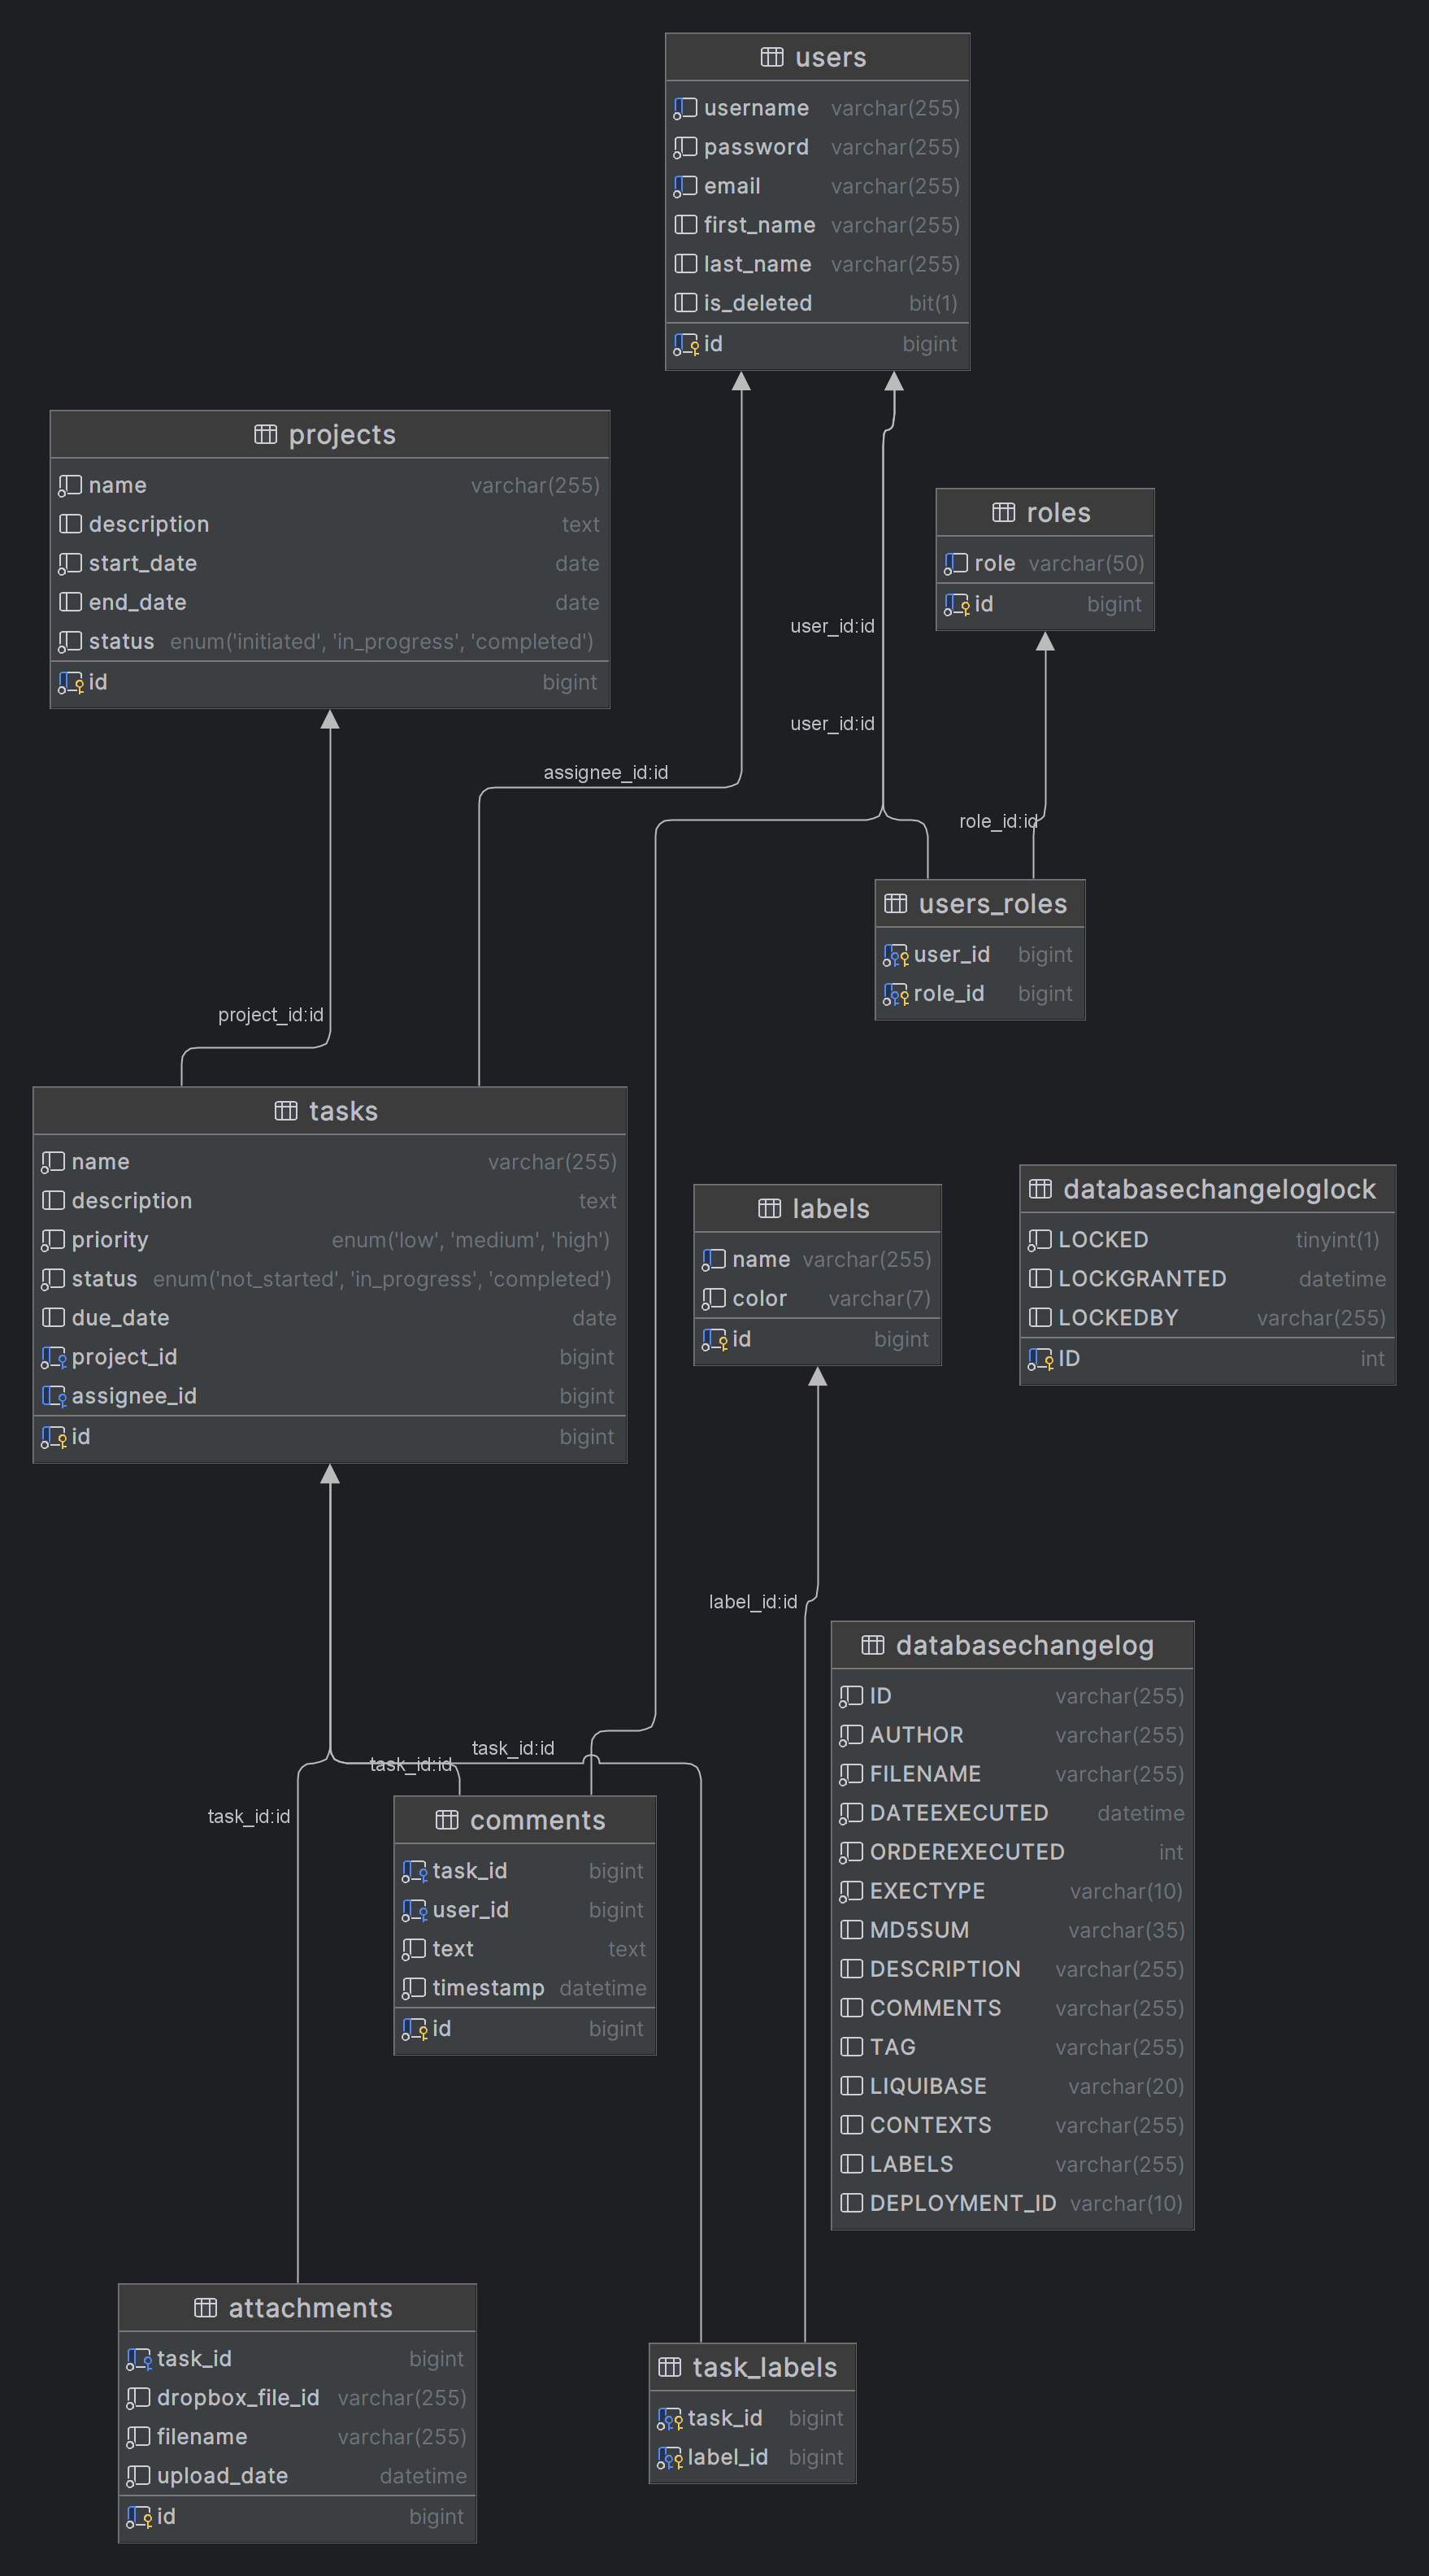 users
username varchar(255)
password varchar(255)
email varchar(255)
first_name varchar(255)
last_name varchar(255)
is_deleted bit(1)
id bigint
projects
name varchar(255)
description text
start_date date
end_date date
status enum('initiated', 'in_progress', 'completed')
id bigint
roles
role varchar(50)
id bigint
user_id:id
user_id:id
assignee_id:id
role_id:id
users_roles
user_id bigint
role_id bigint
project_id:id
tasks
name varchar(255)
description text
priority enum('low', 'medium', 'high')
status enum('not_started', 'in_progress', 'completed')
due_date date
project_id bigint
assignee_id bigint
id bigint
labels
name varchar(255)
color varchar(7)
id bigint
databasechangeloglock
LOCKED tinyint(1)
LOCKGRANTED datetime
LOCKEDBY varchar(255)
ID int
label_id:id
databasechangelog
ID varchar(255)
AUTHOR varchar(255)
FILENAME varchar(255)
DATEEXECUTED datetime
ORDEREXECUTED int
EXECTYPE varchar(10)
MD5SUM varchar(35)
DESCRIPTION varchar(255)
COMMENTS varchar(255)
TAG varchar(255)
LIQUIBASE varchar(20)
CONTEXTS varchar(255)
LABELS varchar(255)
DEPLOYMENT_ID varchar(10)
task_id:id
task_id:id
task_id:id
comments
task_id bigint
user_id bigint
text text
timestamp datetime
id bigint
attachments
task_id bigint
dropbox_file_id varchar(255)
filename varchar(255)
upload_date datetime
id bigint
task_labels
task_id bigint
label_id bigint